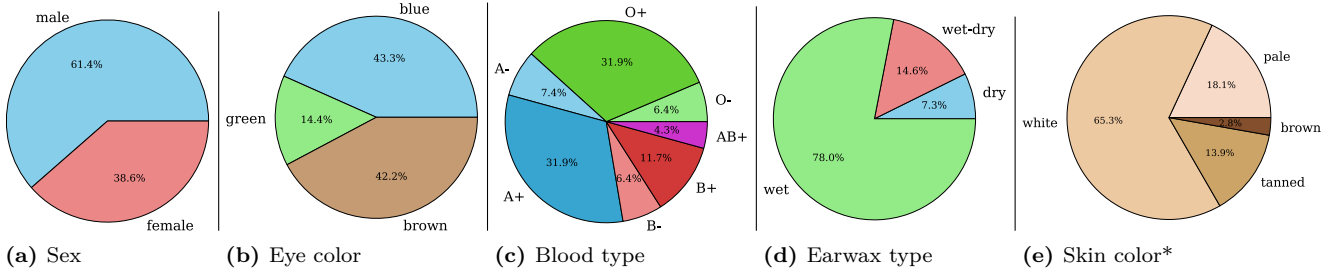 male
61.4%
38.6%
female
(a) Sex
blue
43.3%
green
14.4%
42.2%
brown
(b) Eye color
O+
31.9%
A-
7.4%
6.4%
O-
4.3%
AB+
31.9%
11.7%
6.4%
A+
B+
B-
(c) Blood type
wet-dry
14.6%
7.3%
dry
78.0%
wet
(d) Earwax type
pale
18.1%
white
65.3%
2.8%
brown
13.9%
tanned
(e) Skin color*